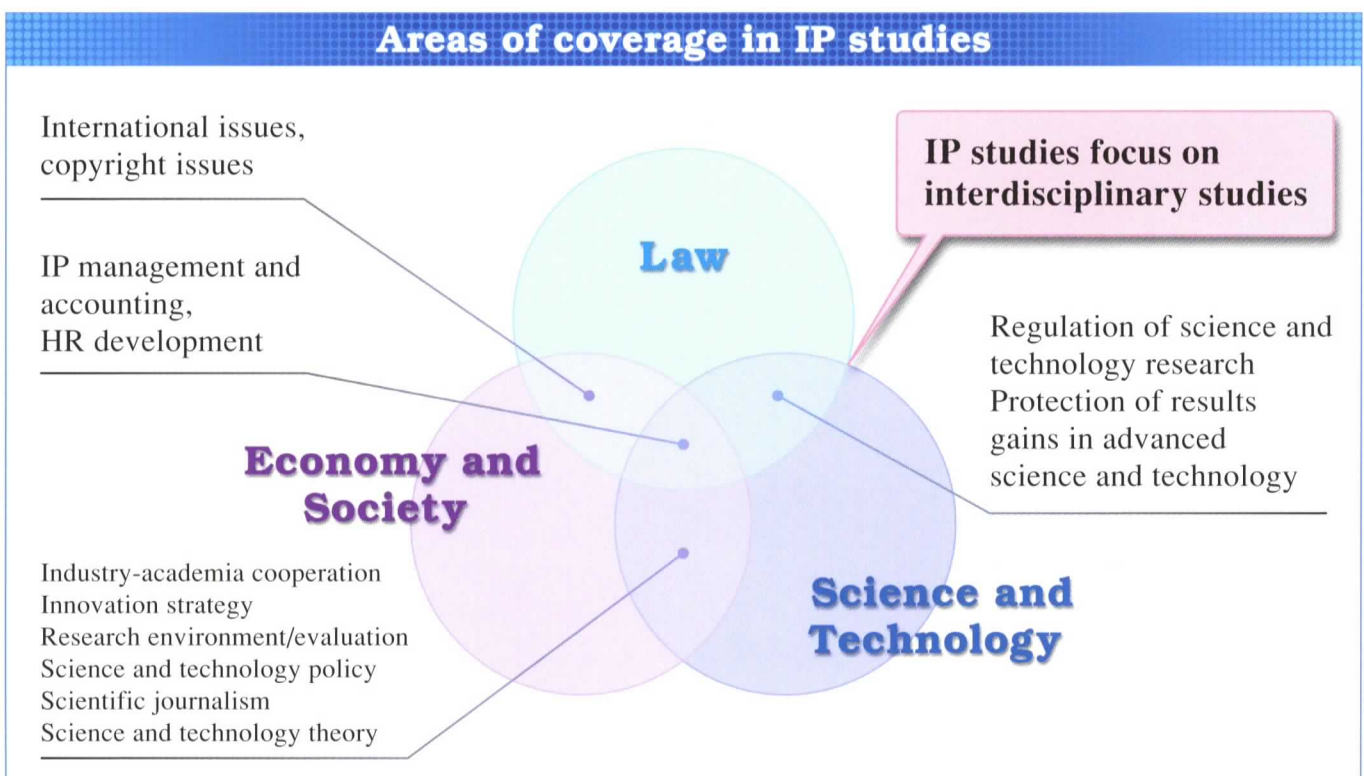 Areas of coverage in IP studies
International issues,
copyright issues
IP management and
accounting,
HR development
Law
IP studies focus on
interdisciplinary studies
Regulation of science and
technology research
Protection of results
gains in advanced
science and technology
Economy and
Society
Industry-academia cooperation
Innovation strategy
Research environment/evaluation
Science and technology policy
Scientific journalism
Science and technology theory
Science and
Technology